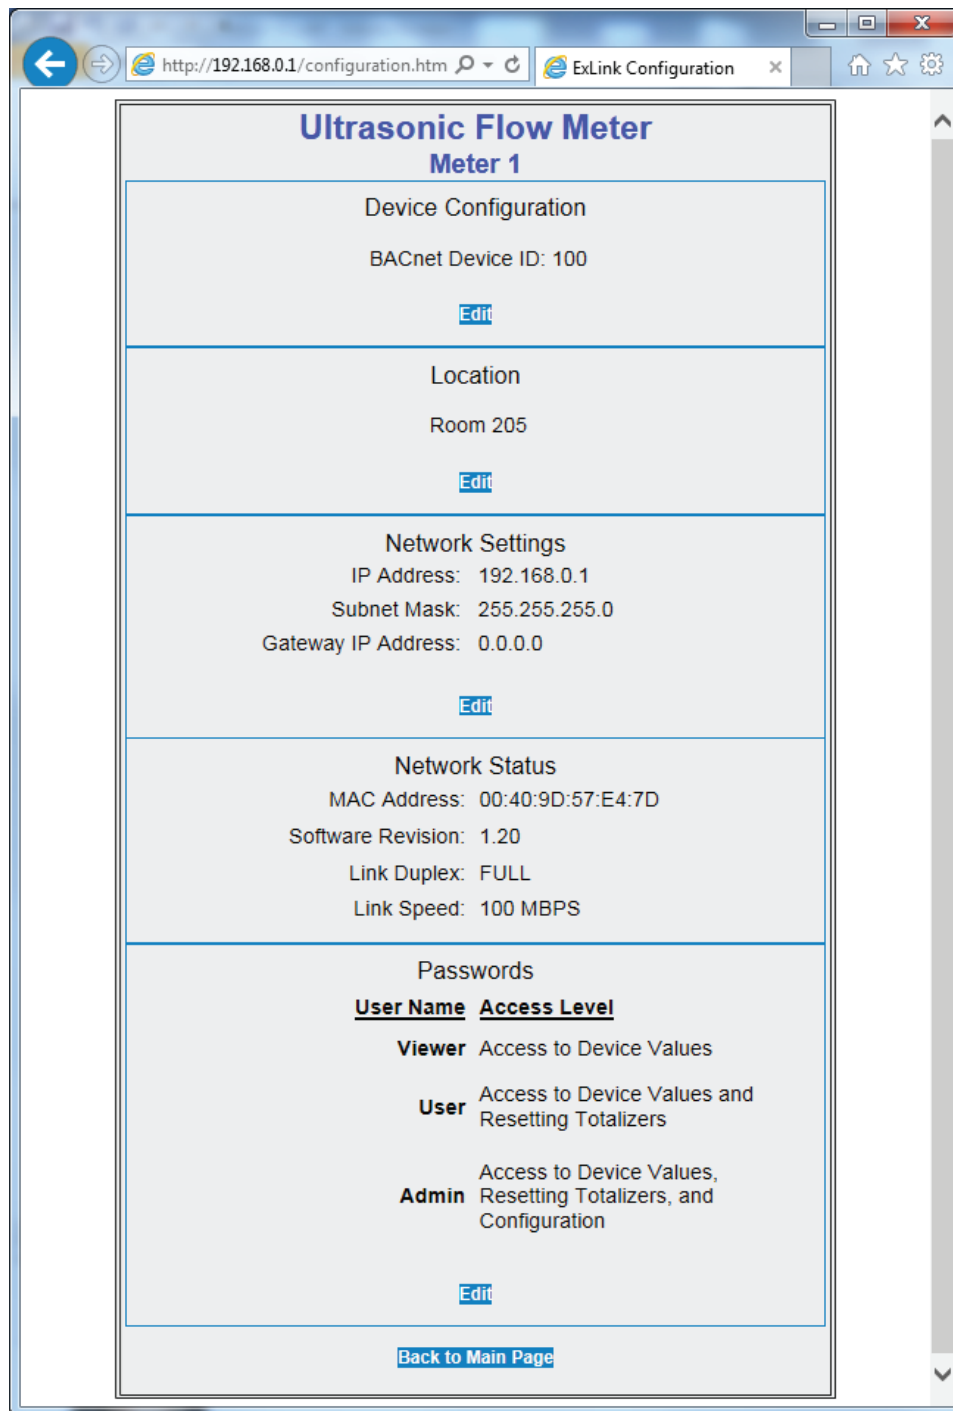 http://192.168.0.1/configuration.htm
ExLink Configuration
Ultrasonic Flow Meter
Meter 1
Device Configuration
BACnet Device ID: 100
Edit
Location
Room 205
Edit
Network Settings
IP Address: 192.168.0.1
Subnet Mask: 255.255.255.0
Gateway IP Address: 0.0.0.0
Edit
Network Status
MAC Address: 00:40:9D:57:E4:7D
Software Revision: 1.20
Link Duplex: FULL
Link Speed: 100 MBPS
Passwords
User Name Access Level
Viewer Access to Device Values
User Access to Device Values and
Resetting Totalizers
Access to Device Values,
Admin Resetting Totalizers, and
Configuration
Edit
Back to Main Page